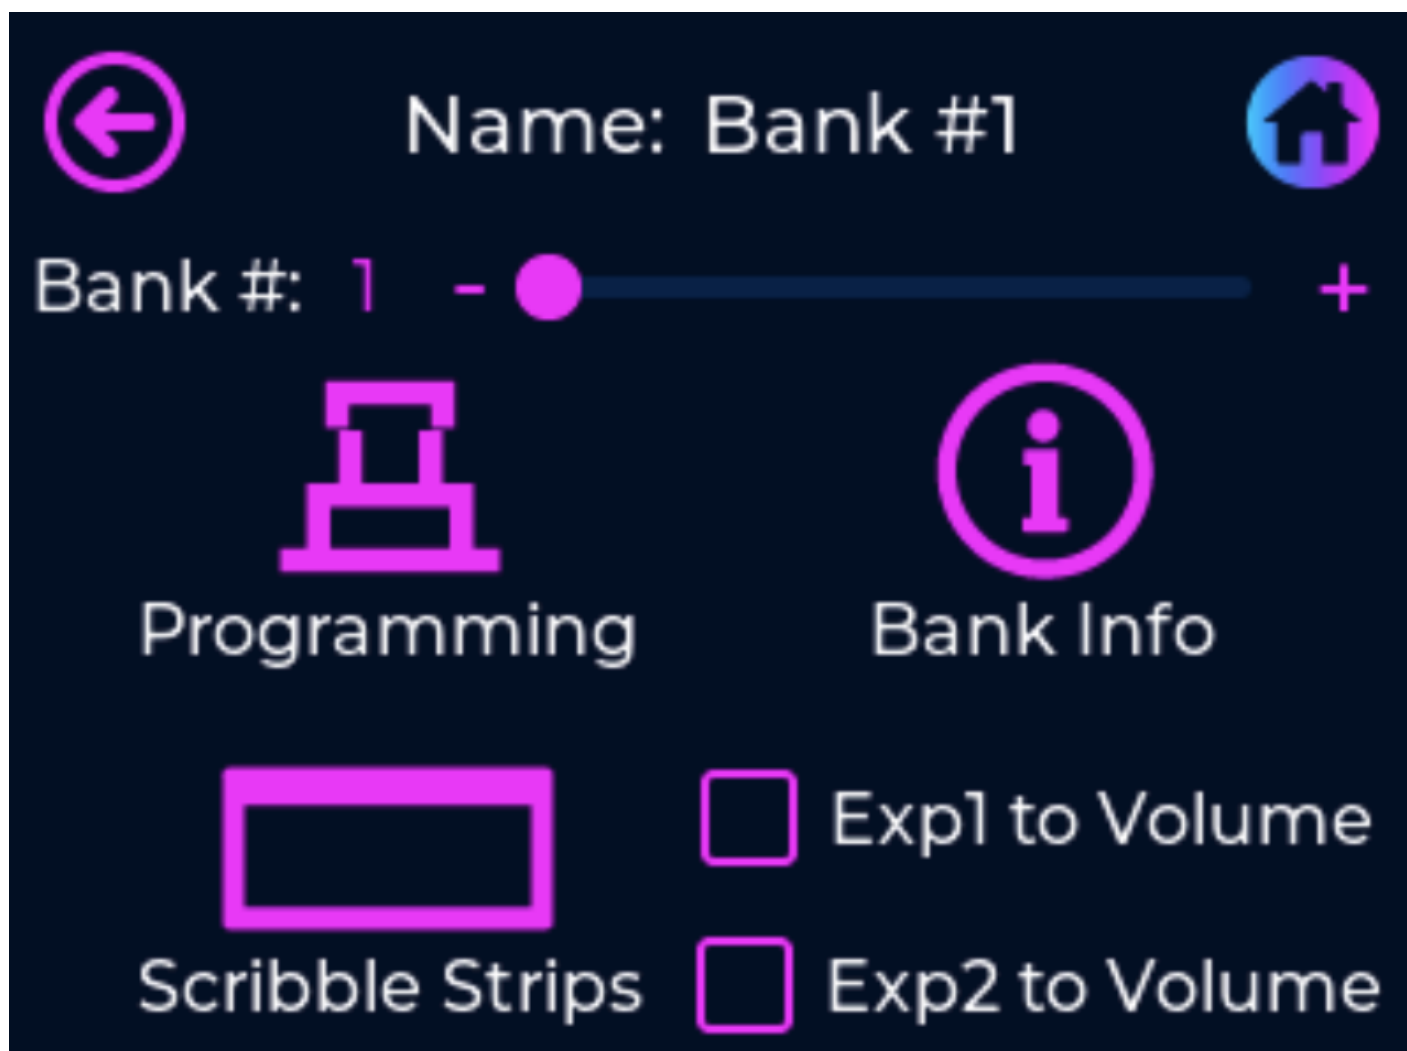 Name: Bank #1
Bank #: 1 - +
Programming
Bank Info
Exp1 to Volume
Scribble Strips
Exp2 to Volume